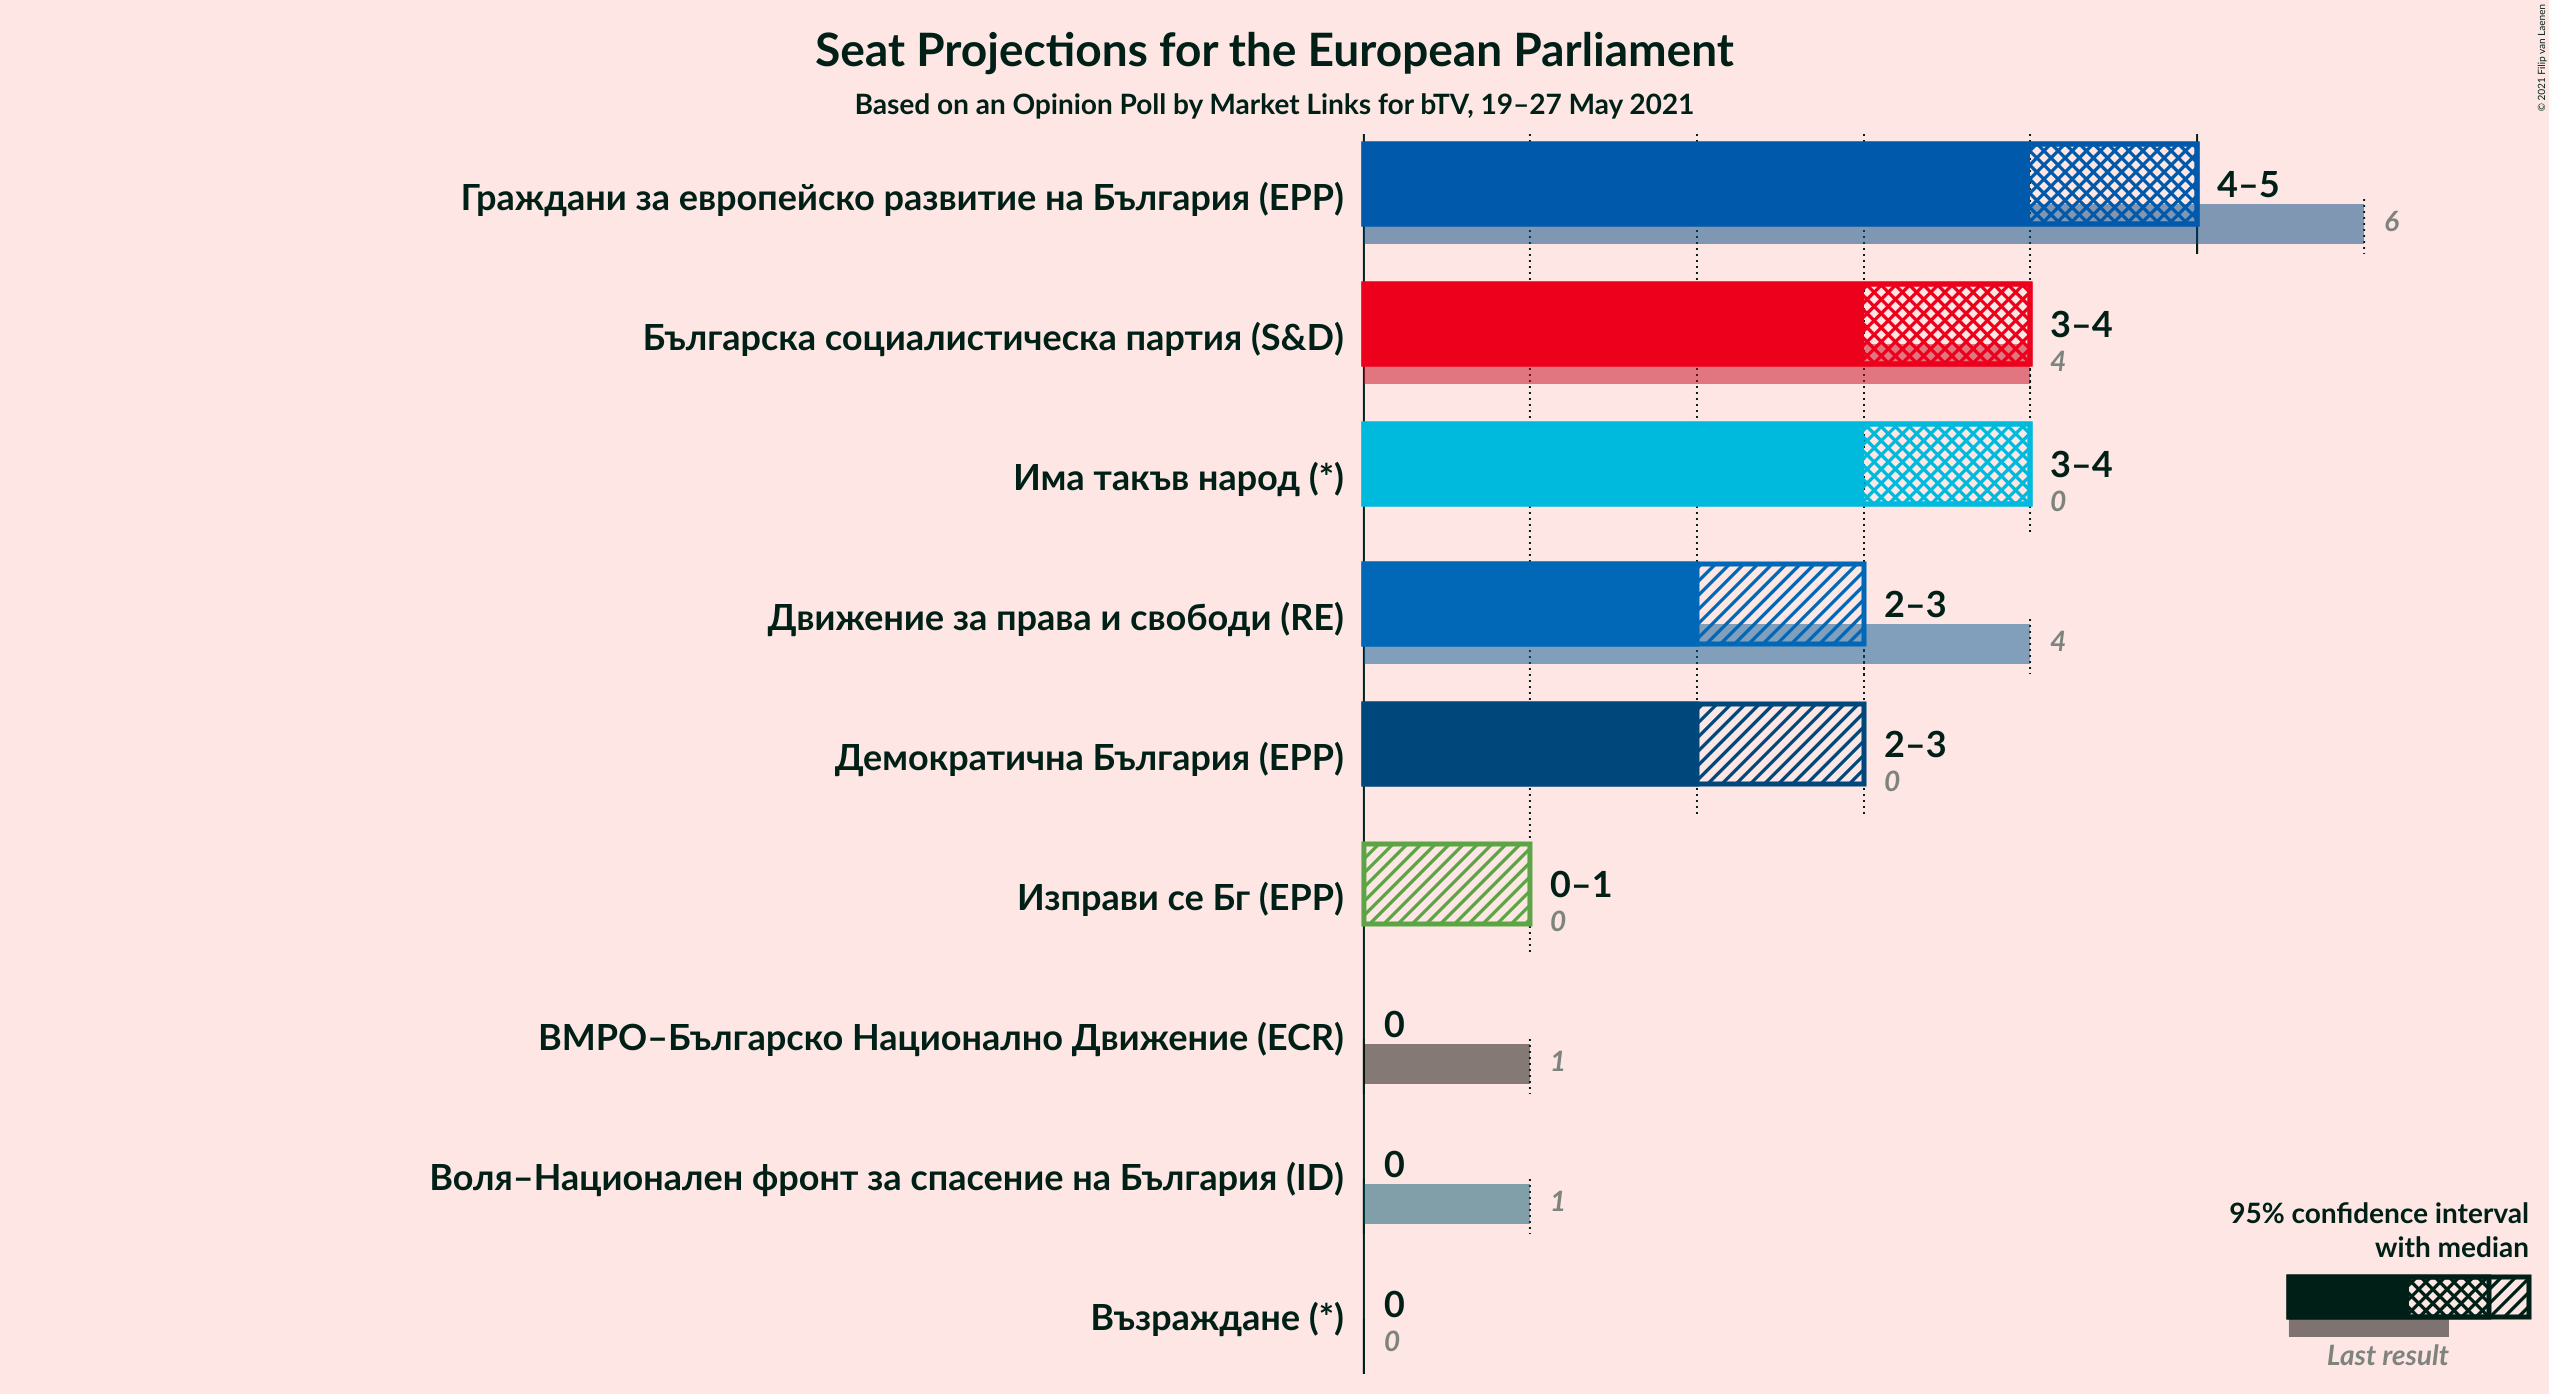 Seat Projections for the European Parliament
Based on an Opinion Poll by Market Links for bTV, 19–27 May 2021
© 2021 Filip van Laenen
Граждани за европейско развитие на България (EPP)
4–5
6
Българска социалистическа партия (S&D)
3–4
4
Има такъв народ (*)
3–4
0
Движение за права и свободи (RE)
2–3
4
Демократична България (EPP)
2–3
0
Изправи се Бг (EPP)
0–1
0
ВМРО–Българско Национално Движение (ECR)
0
1
Воля–Национален фронт за спасение на България (ID)
0
1
Възраждане (*)
0
0
95% confidence interval
with median
Last result